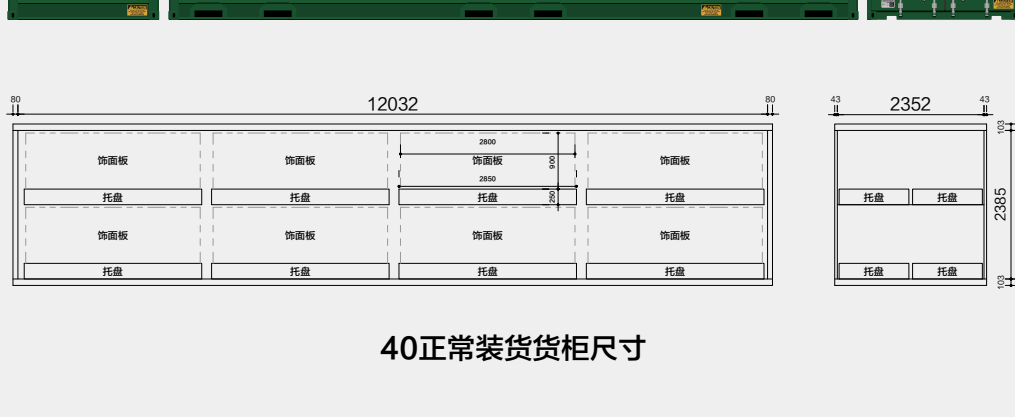 80 12032 80 43 2352 43
103
2800
饰面板 饰面板 饰面板 900 饰面板
2850
2385
托盘 托盘 托盘 250 托盘 托盘 托盘
饰面板 饰面板 饰面板 饰面板
托盘 托盘 托盘 托盘 托盘 托盘
103
40正常装货货柜尺寸